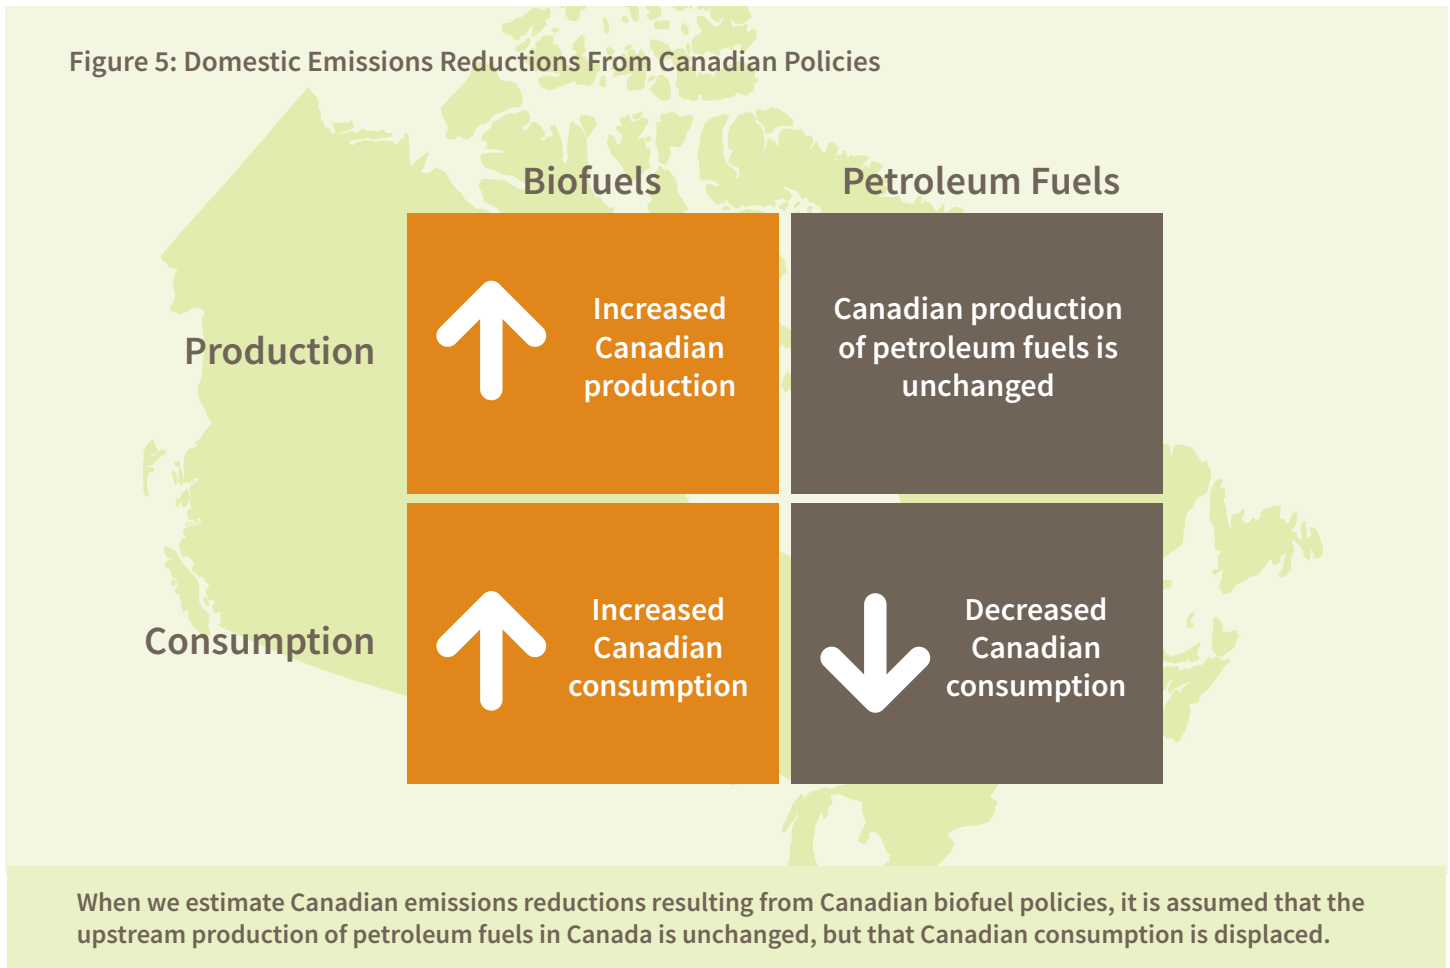 Figure 5: Domestic Emissions Reductions From Canadian Policies
Biofuels
Petroleum Fuels
Production
Increased
Canadian
production
Canadian production
of petroleum fuels is
unchanged
Consumption
Increased
Canadian
consumption
Decreased
Canadian
consumption
When we estimate Canadian emissions reductions resulting from Canadian biofuel policies, it is assumed that the
upstream production of petroleum fuels in Canada is unchanged, but that Canadian consumption is displaced.